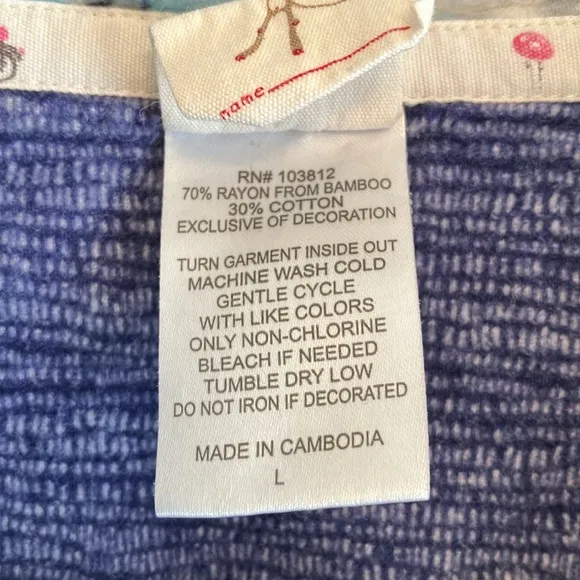 name
RN# 103812
70% RAYON FROM BAMBOO
30% COTTON
EXCLUSIVE OF DECORATION
TURN GARMENT INSIDE OUT
MACHINE WASH COLD
GENTLE CYCLE
WITH LIKE COLORS
ONLY NON-CHLORINE
BLEACH IF NEEDED
TUMBLE DRY LOW
DO NOT IRON IF DECORATED
MADE IN CAMBODIA
L